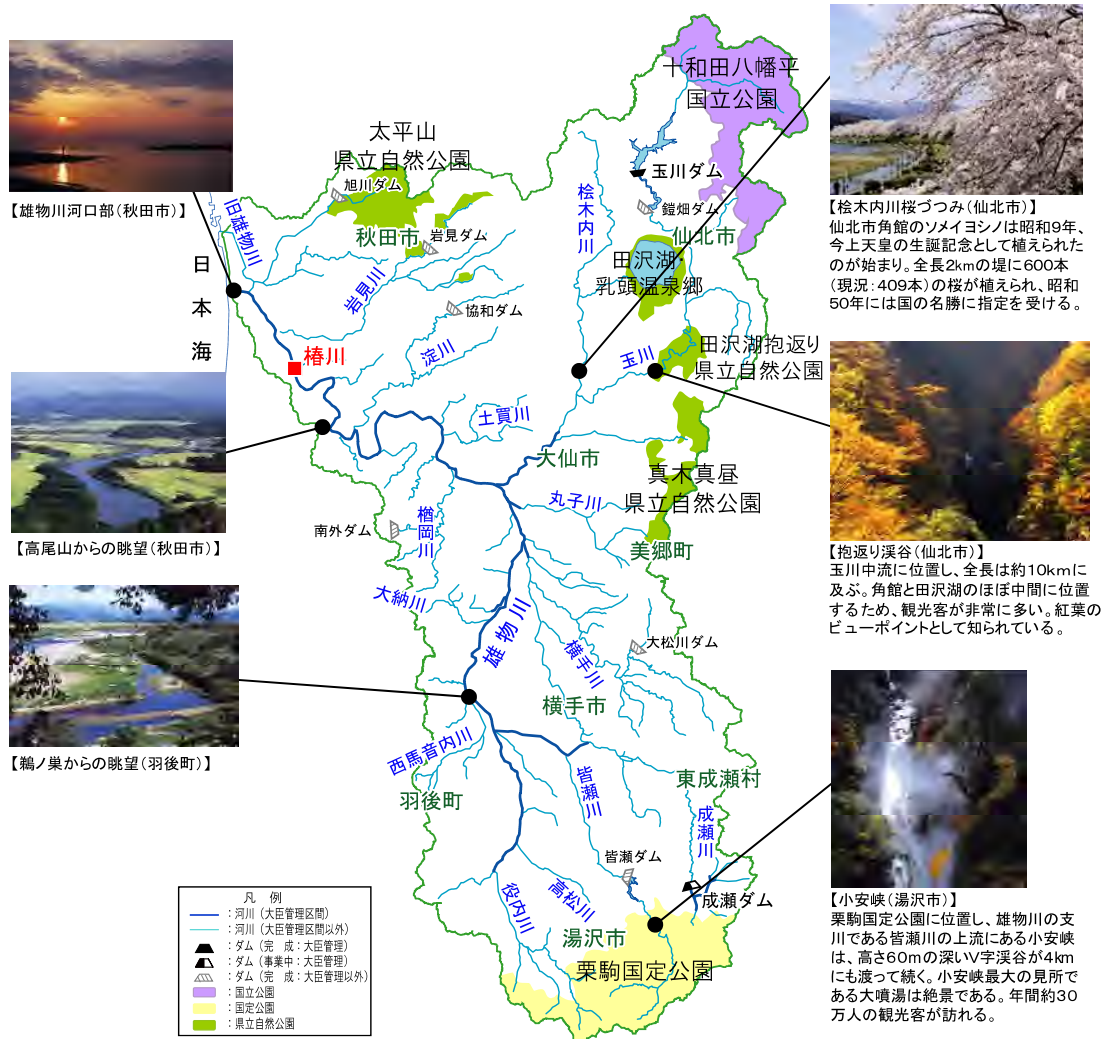 【雄物川河口部(秋田市)】
【高尾山からの眺望(秋田市)】
【鵜ノ巣からの眺望(羽後町)】
十和田八幡平
国立公園
太平山
県立自然公園
旭川ダム
玉川ダム
鎧畑ダム
桧木内川
仙北市
旧雄物川
秋田市
岩見ダム
田沢湖・
乳頭温泉郷
日本海
岩見川
協和ダム
椿川
淀川
玉川
田沢湖抱返り
県立自然公園
土買川
大仙市
真木真昼
県立自然公園
丸子川
南外ダム
楢岡川
美郷町
大納川
雄物川
横手川
大松川ダム
横手市
西馬音内川
羽後町
皆瀬川
東成瀬村
成瀬川
皆瀬ダム
成瀬ダム
役内川
高松川
湯沢市
栗駒国定公園
凡　例
：河川（大臣管理区間）
：河川（大臣管理区間以外）
：ダム（完　成：大臣管理）
：ダム（事業中：大臣管理）
：ダム（完　成：大臣管理以外）
：国立公園
：国定公園
：県立自然公園
【桧木内川桜づつみ(仙北市)】
仙北市角館のソメイヨシノは昭和9年、
今上天皇の生誕記念として植えられた
のが始まり。全長2kmの堤に600本
（現況：409本）の桜が植えられ、昭和
50年には国の名勝に指定を受ける。
【抱返り渓谷(仙北市)】
玉川中流に位置し、全長は約10kmに
及ぶ。角館と田沢湖のほぼ中間に位置
するため、観光客が非常に多い。紅葉の
ビューポイントとして知られている。
【小安峡(湯沢市)】
栗駒国定公園に位置し、雄物川の支
川である皆瀬川の上流にある小安峡
は、高さ60mの深いV字渓谷が4km
にも渡って続く。小安峡最大の見所で
ある大噴湯は絶景である。年間約30
万人の観光客が訪れる。